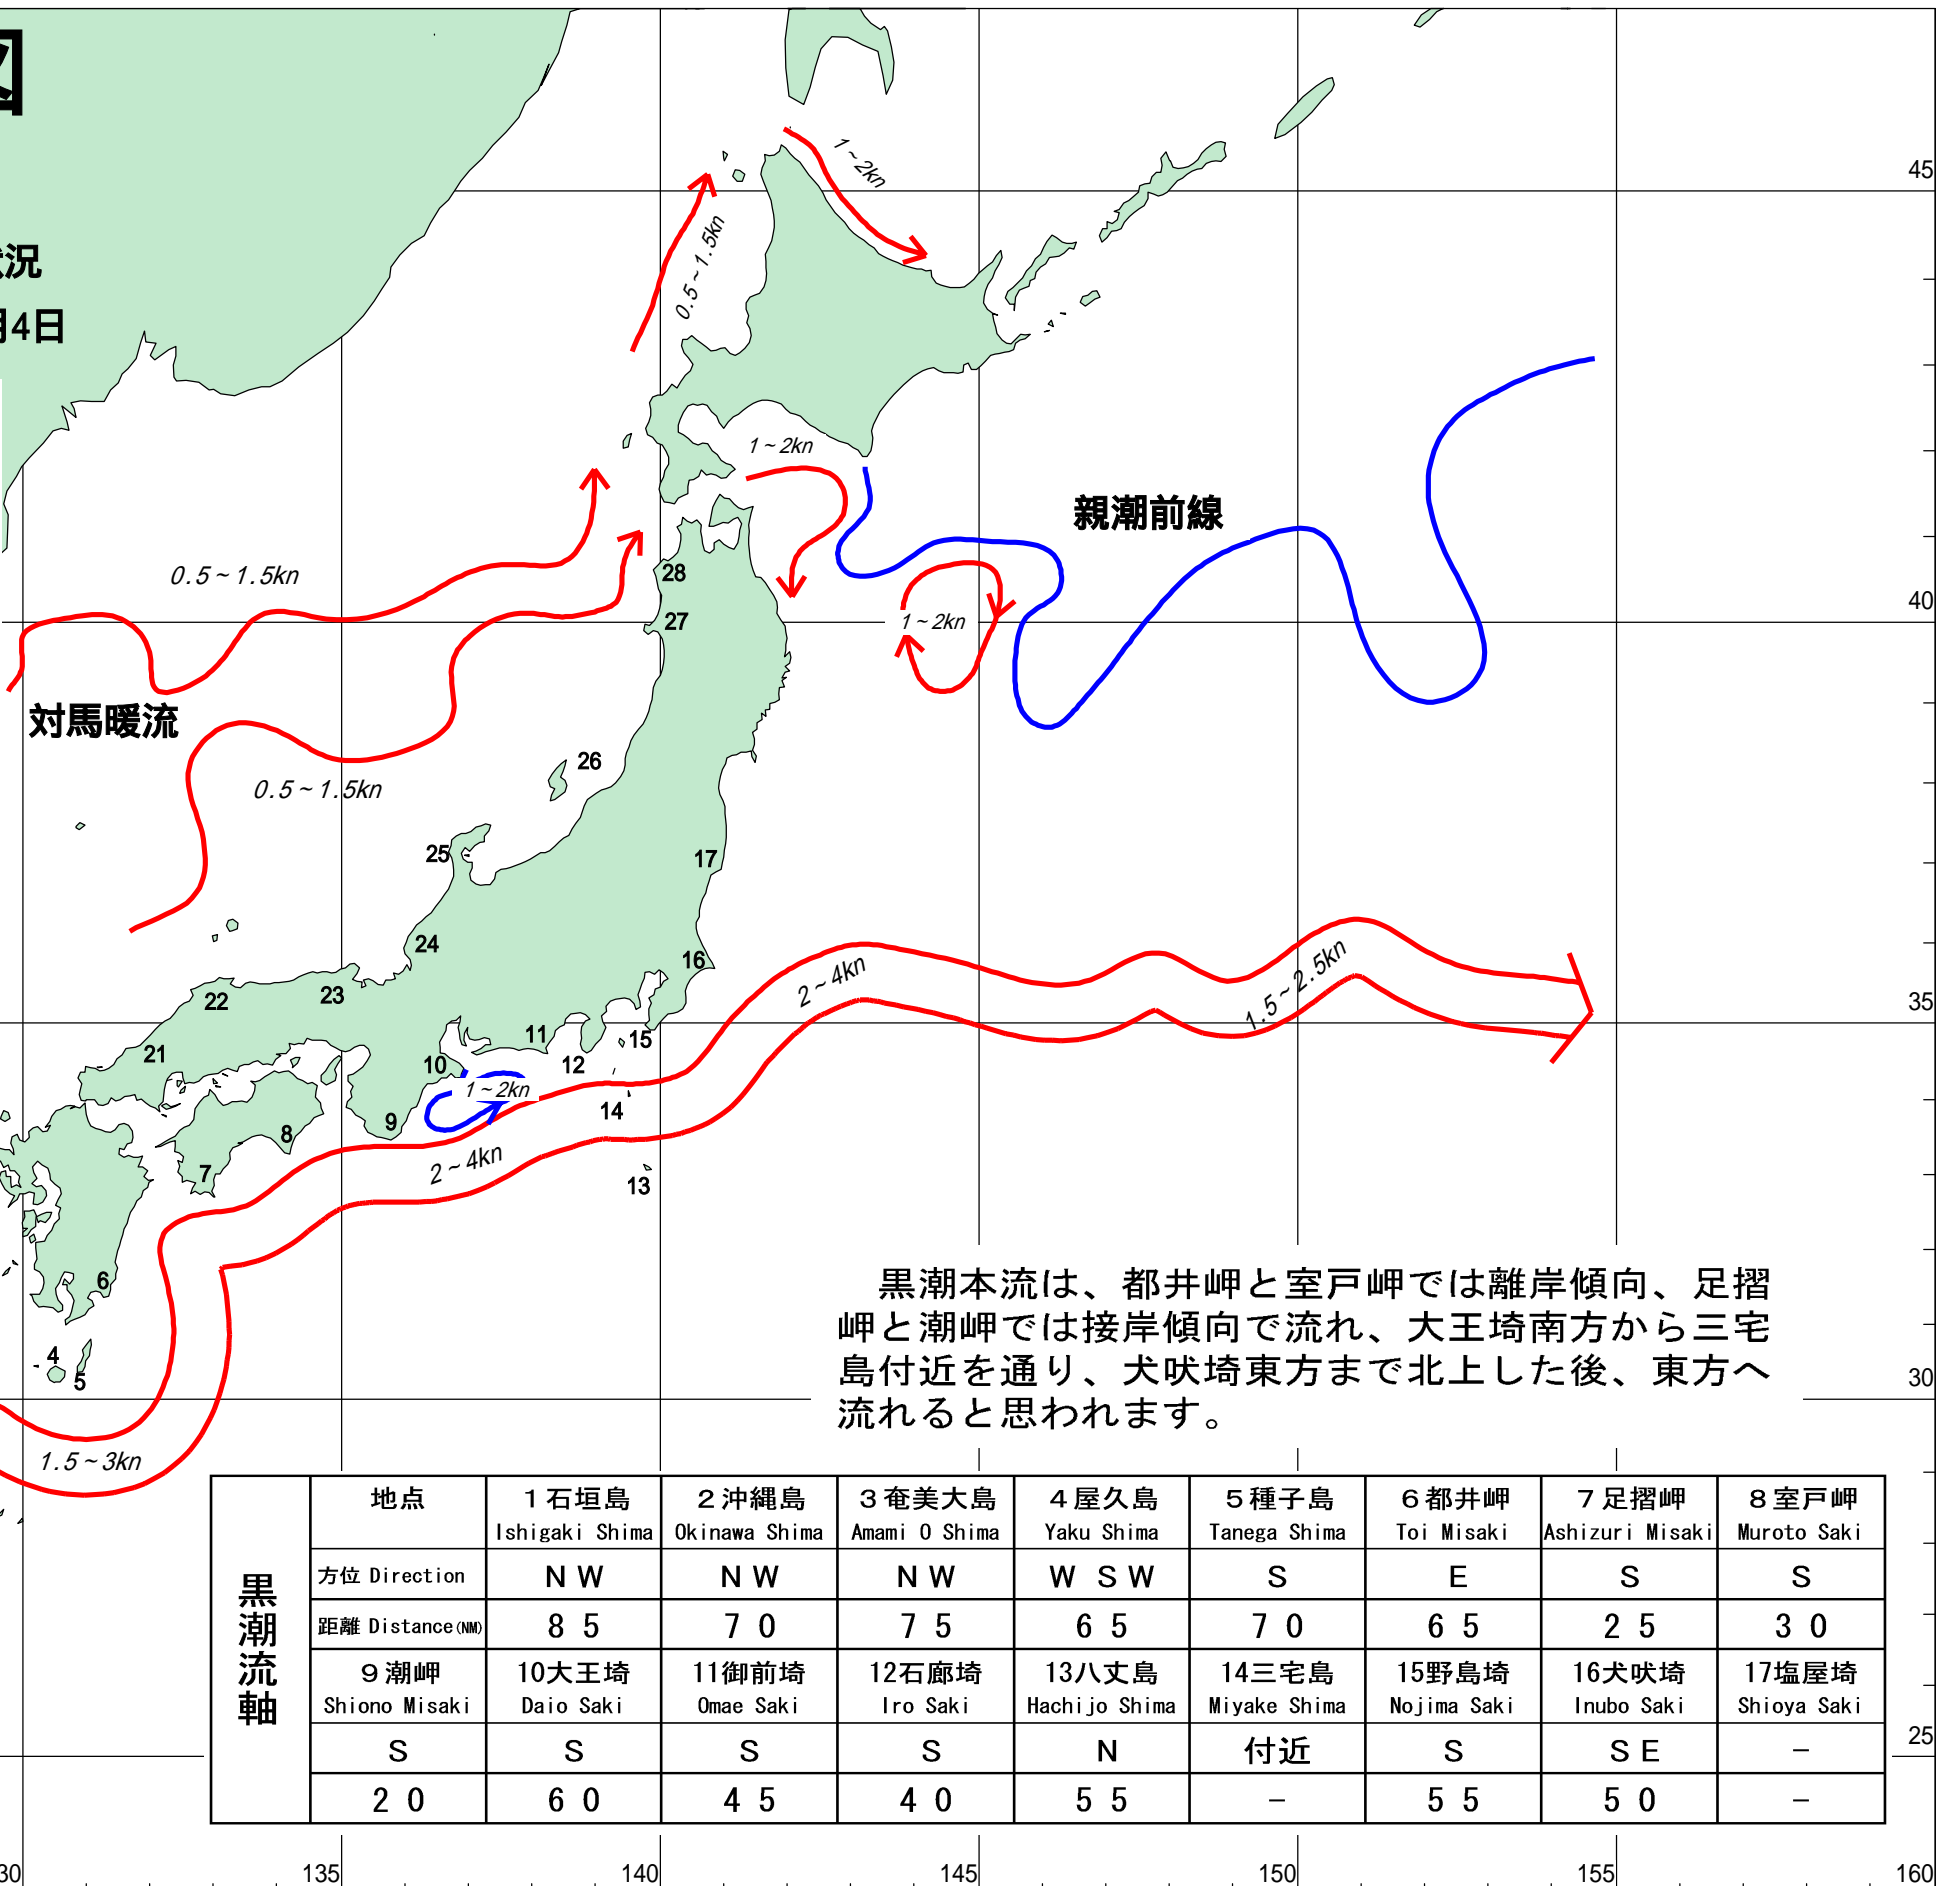 図
況
月4日
1~2kn
45
0.5~1.5kn
1~2kn
親潮前線
0.5~1.5kn
28
40
27
1~2kn
対馬暖流
26
0.5~1.5kn
25
17
24
16
2~4kn
1.5~2.5kn
22
23
35
11
15
21
10
12
1~2kn
14
9
8
2~4kn
7
13
6
黒潮本流は、都井岬と室戸岬では離岸傾向、足摺
岬と潮岬では接岸傾向で流れ、大王埼南方から三宅
島付近を通り、犬吠埼東方まで北上した後、東方へ
流れると思われます。
4
5
30
1.5~3kn
黒潮流軸
地点 1石垣島 2沖縄島 3奄美大島 4屋久島 5種子島 6都井岬 7足摺岬 8室戸岬
Ishigaki Shima Okinawa Shima Amami O Shima Yaku Shima Tanega Shima Toi Misaki Ashizuri Misaki Muroto Saki
方位 Direction NW NW NW WSW S E S S
距離 Distance(NM) 85 70 75 65 70 65 25 30
9潮岬 10大王埼 11御前埼 12石廊埼 13八丈島 14三宅島 15野島埼 16犬吠埼 17塩屋埼
Shiono Misaki Daio Saki Omae Saki Iro Saki Hachijo Shima Miyake Shima Nojima Saki Inubo Saki Shioya Saki
S S S S N 付近 S SE －
20 60 45 40 55 － 55 50 －
25
30 135 140 145 150 155 160